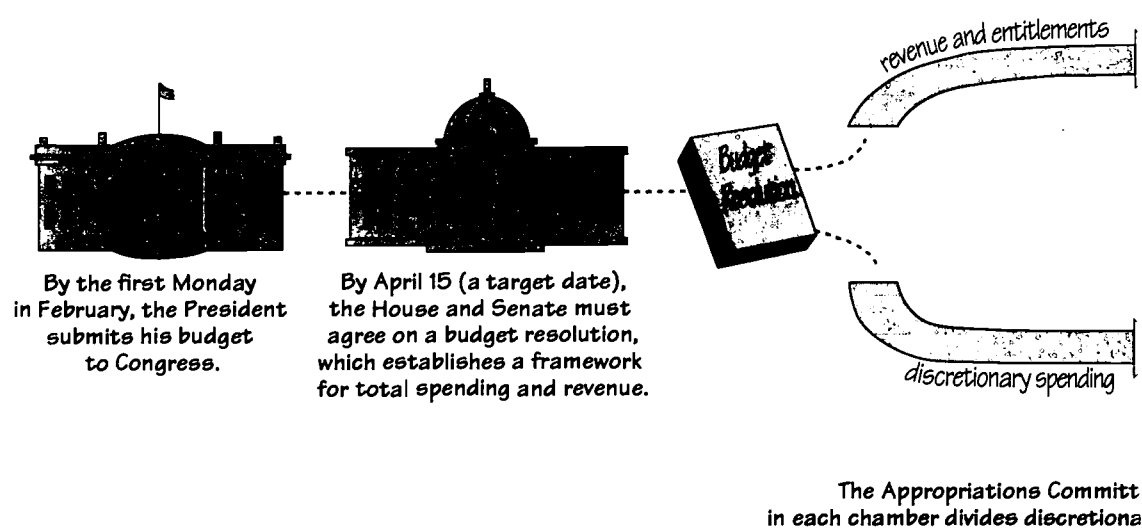 revenue and entitlements
Budget
Resolution
By the first Monday
in February, the President
submits his budget
to Congress.
By April 15 (a target date),
the House and Senate must
agree on a budget resolution,
which establishes a framework
for total spending and revenue.
discretionary spending
The Appropriations Committ
in each chamber divides discretiona